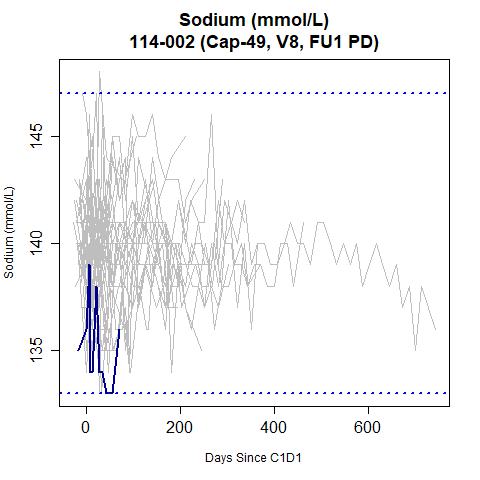 Sodium (mmol/L)
114-002 (Cap-49, V8, FU1 PD)
Sodium (mmol/L)
145
140
135
0
200
400
600
Days Since C1D1